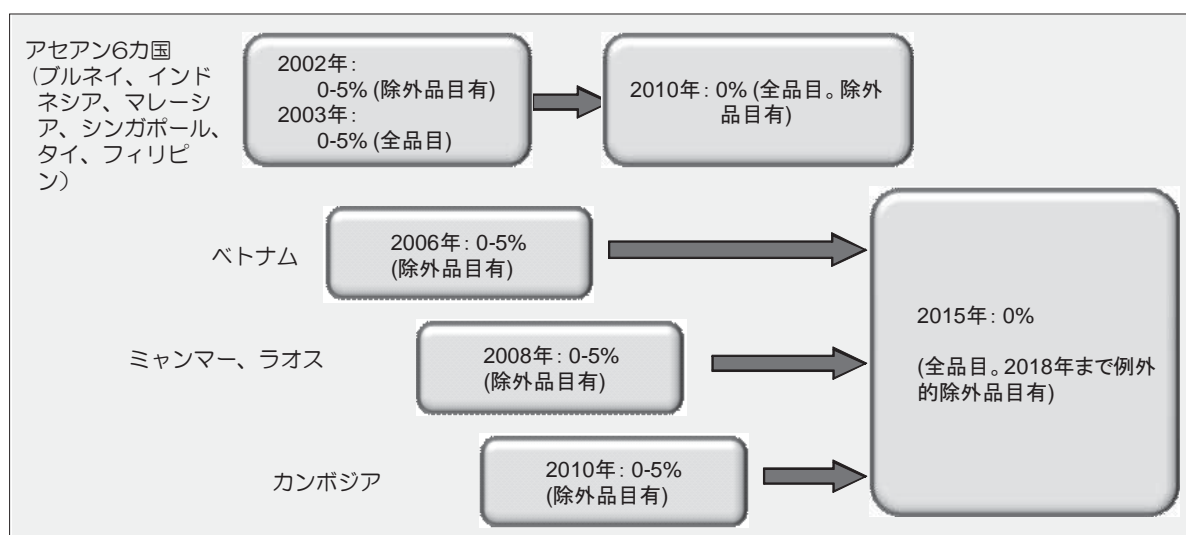 アセアン6カ国
(ブルネイ、インド
ネシア、マレーシ
ア、シンガポール、
タイ、フィリピ
ン)
2002年:
0-5% (除外品目有)
2003年:
0-5% (全品目)
2010年: 0% (全品目。除外
品目有)
ベトナム
2006年: 0-5%
(除外品目有)
ミャンマー、ラオス
2008年: 0-5%
(除外品目有)
カンボジア
2010年: 0-5%
(除外品目有)
2015年: 0%
(全品目。2018年まで例外
的除外品目有)